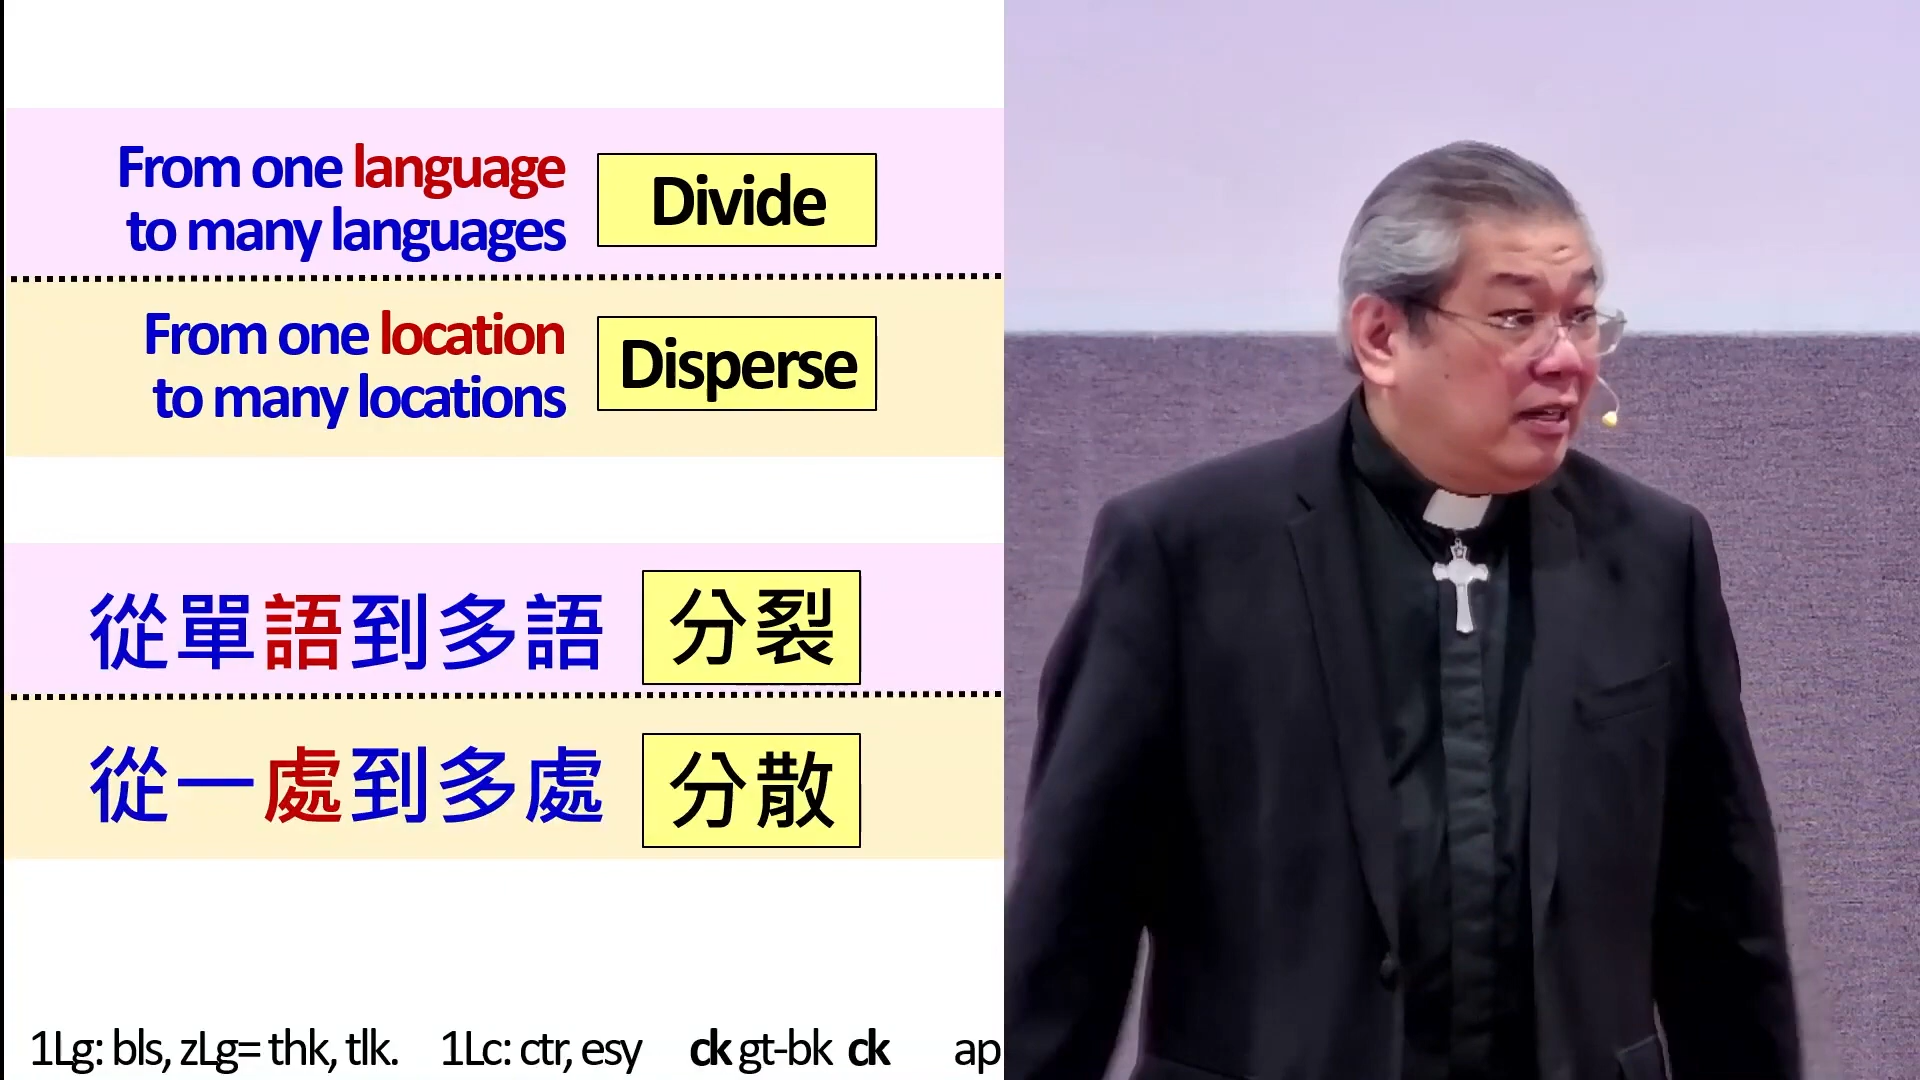 From one language
to many languages
Divide
From one location
to many locations
Disperse
從單語到多語
分裂
從一處到多處
分散
1Lg: bls, zLg= thk, tlk. 1Lc: ctr, esy ck gt-bk ck ap